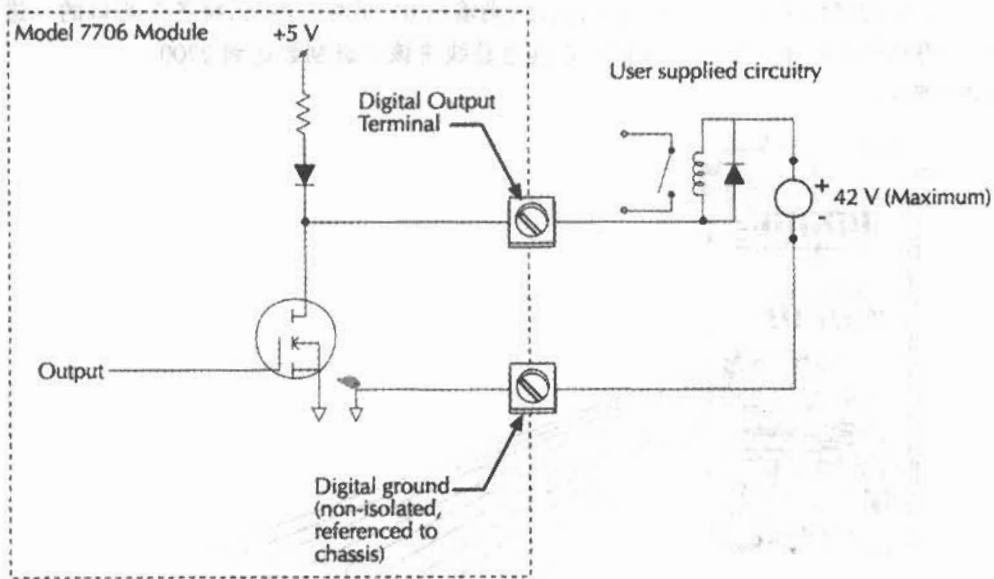 Model 7706 Module
+5 V
User supplied circuitry
Digital Output
Terminal
+
42 V (Maximum)
-
Output
Digital ground
(non-isolated,
referenced to
chassis)